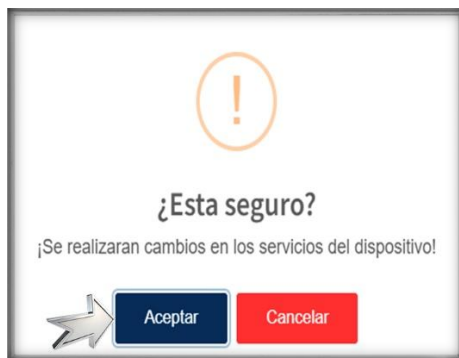 !
¿Esta seguro?
¡Se realizaran cambios en los servicios del dispositivo!
Aceptar Cancelar